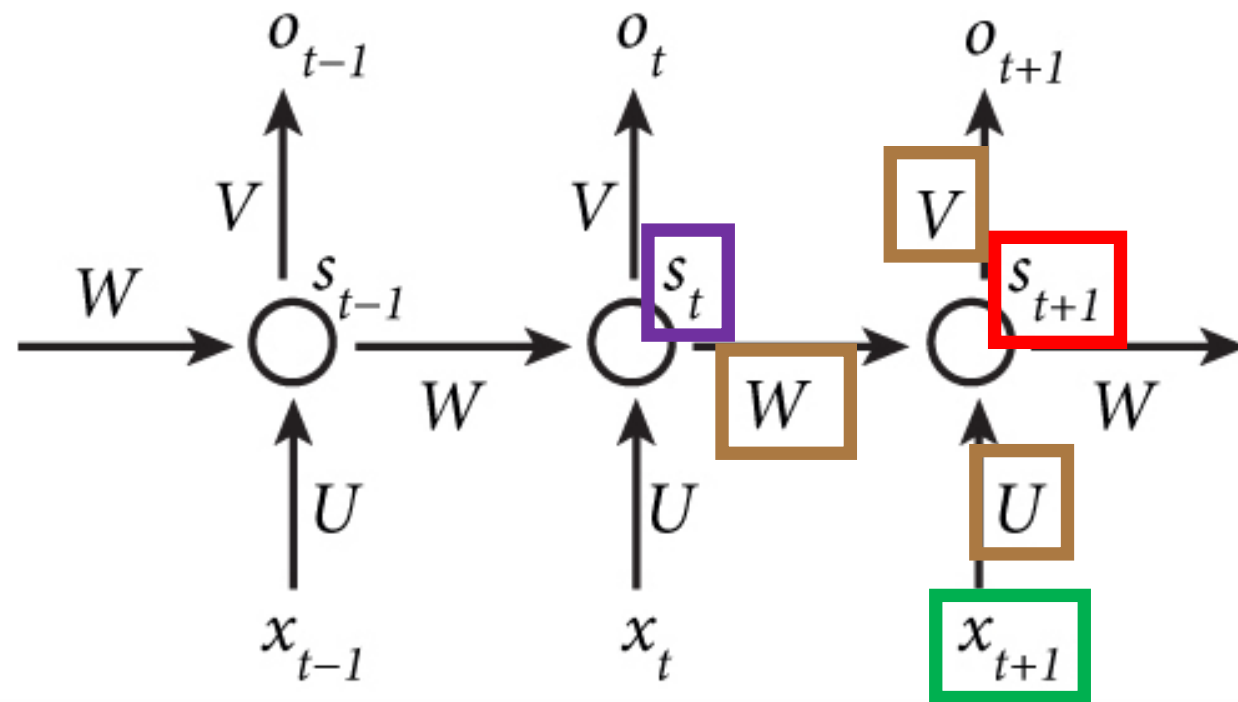 o_{t-1} o_t o_{t+1}
V V V
s_{t-1} s_t s_{t+1}
W
W W W
U U U
x_{t-1} x_t x_{t+1}